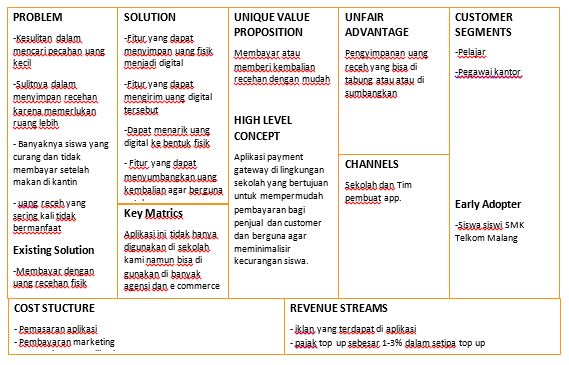 PROBLEM
-Kesulitan dalam
mencari pecahan uang
kecil
-Sulitnya dalam
menyimpan recehan
karena memerlukan
ruang lebih
- Banyaknya siswa yang
curang dan tidak
membayar setelah
makan di kantin
- uang receh yang
sering kali tidak
bermanfaat
Existing Solution
-Membayar dengan
uang recehan fisik
SOLUTION
-Fitur yang dapat
menyimpan uang fisik
menjadi digital
-Fitur yang dapat
mengirim uang digital
tersebut
-Dapat menarik uang
digital ke bentuk fisik
- Fitur yang dapat
menyumbangkan uang
kembalian agar berguna
Key Matrics
Aplikasi ini tidak hanya
digunakan di sekolah
kami namun bisa di
gunakan di banyak
agensi dan e commerce
UNIQUE VALUE
PROPOSITION
Membayar atau
memberi kembalian
recehan dengan mudah
HIGH LEVEL
CONCEPT
Aplikasi payment
gateway di lingkungan
sekolah yang bertujuan
untuk mempermudah
pembayaran bagi
penjual dan customer
dan berguna agar
meminimalisir
kecurangan siswa.
UNFAIR
ADVANTAGE
Pengyimpanan uang
receh yang bisa di
tabung atau atau di
sumbangkan
CHANNELS
Sekolah dan Tim
pembuat app.
CUSTOMER
SEGMENTS
-Pelajar
-Pegawai kantor
Early Adopter
-Siswa siswi SMK
Telkom Malang
COST STUCTURE
- Pemasaran aplikasi
- Pembayaran marketing
REVENUE STREAMS
- iklan yang terdapat di aplikasi
- pajak top up sebesar 1-3% dalam setipa top up